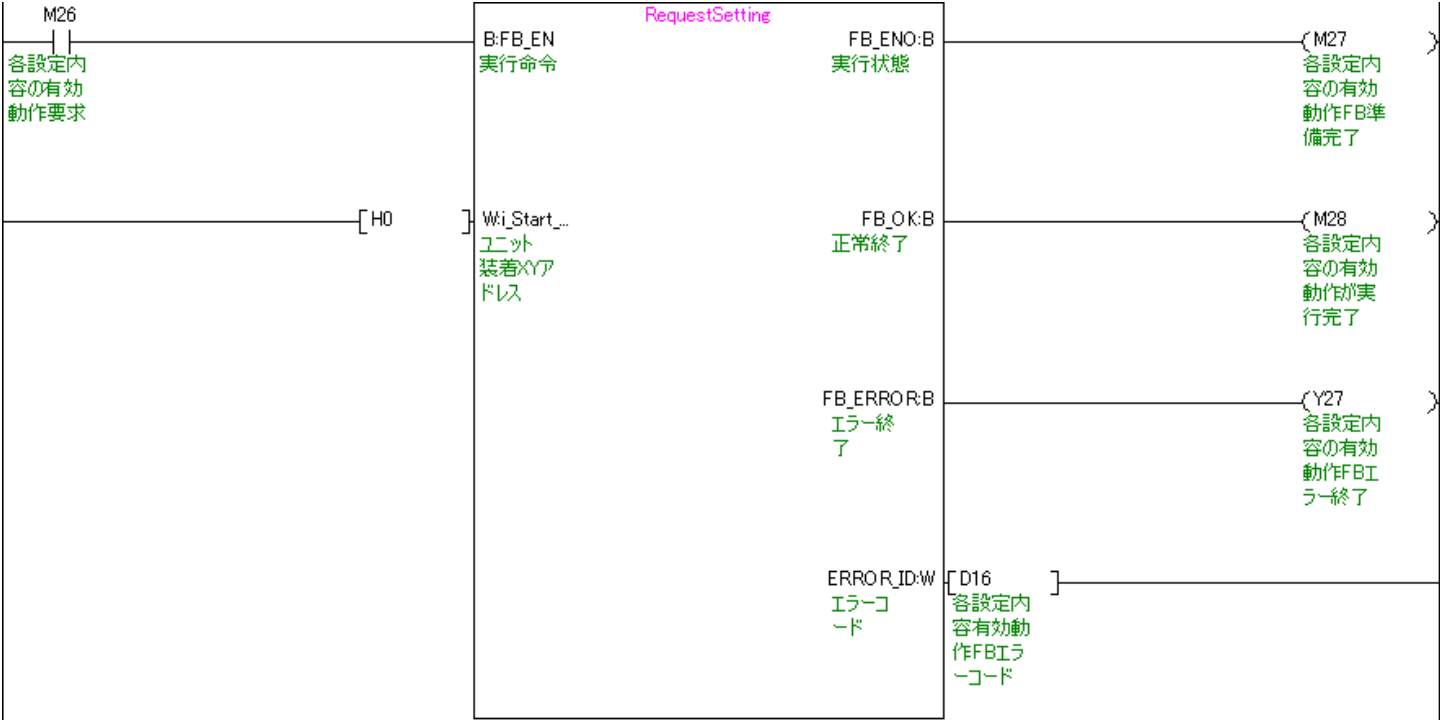 M26
各設定内
容の有効
動作要求
RequestSetting
B:FB_EN
実行命令
FB_ENO:B
実行状態
M27
各設定内
容の有効
動作FB準
備完了
H0
W:i_Start_...
ユニット
装着XYア
ドレス
FB_OK:B
正常終了
M28
各設定内
容の有効
動作が実
行完了
FB_ERROR:B
エラー終
了
Y27
各設定内
容の有効
動作FBエ
ラー終了
ERROR_ID:W
エラーコ
ード
D16
各設定内
容有効動
作FBエラ
ーコード